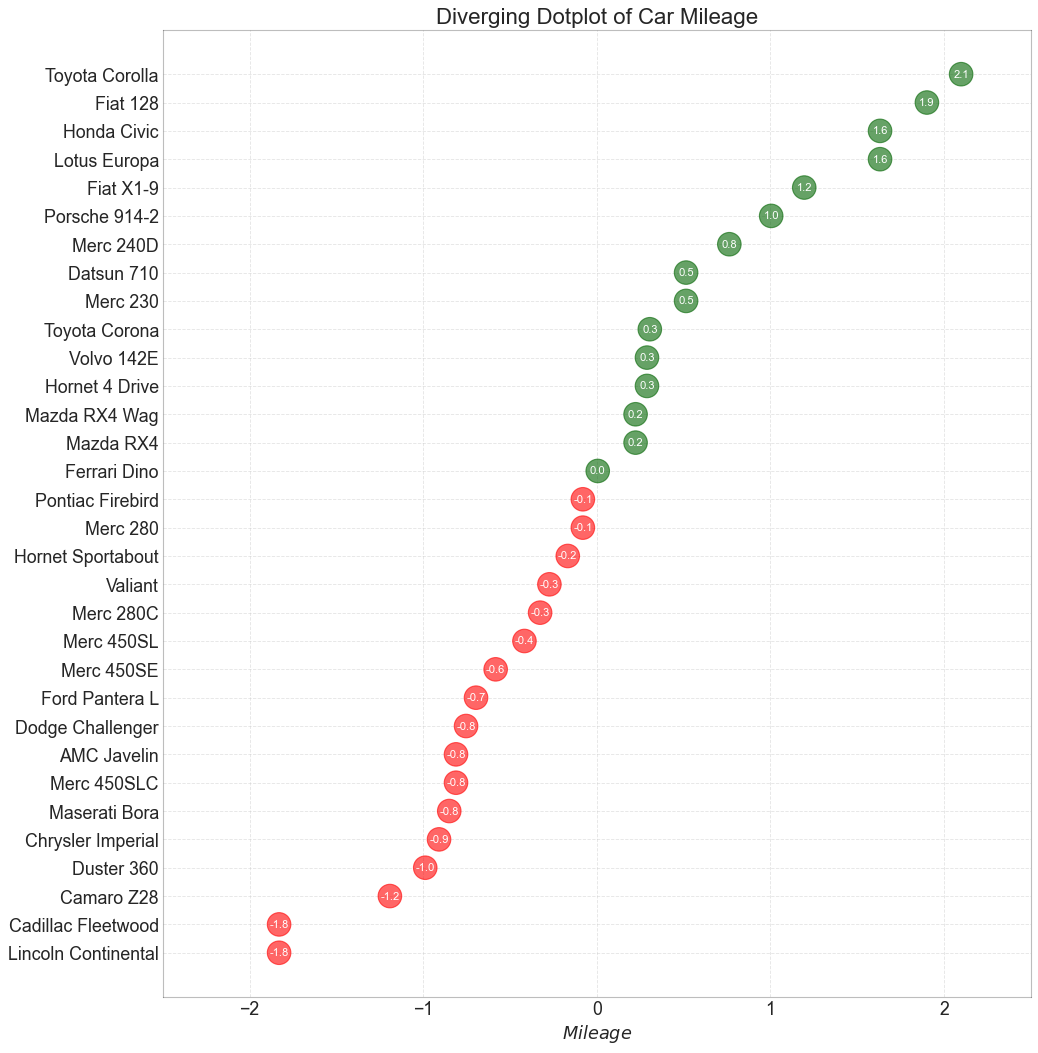 Diverging Dotplot of Car Mileage
Toyota Corolla 2.1
Fiat 128 1.9
Honda Civic 1.6
Lotus Europa 1.6
Fiat X1-9 1.2
Porsche 914-2 1.0
Merc 240D 0.8
Datsun 710 0.5
Merc 230 0.5
Toyota Corona 0.3
Volvo 142E 0.3
Hornet 4 Drive 0.3
Mazda RX4 Wag 0.2
Mazda RX4 0.2
Ferrari Dino 0.0
Pontiac Firebird -0.1
Merc 280 -0.1
Hornet Sportabout -0.2
Valiant -0.3
Merc 280C -0.3
Merc 450SL -0.4
Merc 450SE -0.6
Ford Pantera L -0.7
Dodge Challenger -0.8
AMC Javelin -0.8
Merc 450SLC -0.8
Maserati Bora -0.8
Chrysler Imperial -0.9
Duster 360 -1.0
Camaro Z28 -1.2
Cadillac Fleetwood -1.8
Lincoln Continental -1.8
−2 −1 0 1 2
Mileage